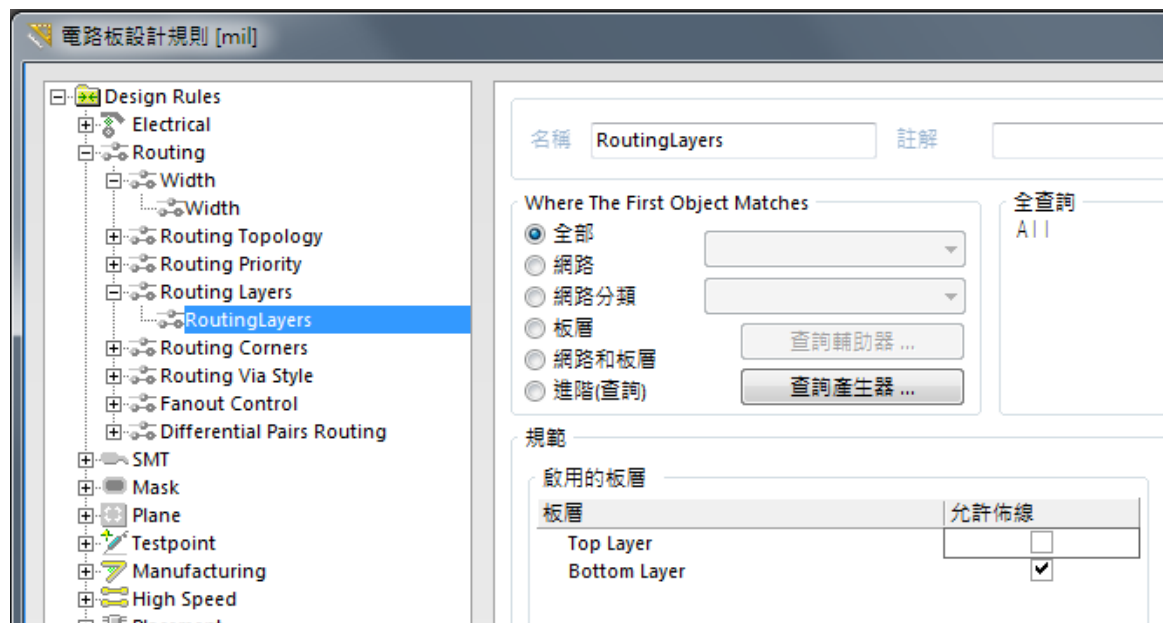 電路板設計規則 [mil]
Design Rules
Electrical
Routing
Width
Width
Routing Topology
Routing Priority
Routing Layers
RoutingLayers
Routing Corners
Routing Via Style
Fanout Control
Differential Pairs Routing
SMT
Mask
Plane
Testpoint
Manufacturing
High Speed
Placement
名稱 RoutingLayers 註解
Where The First Object Matches
全部
網路
網路分類
板層
網路和板層
進階(查詢)
查詢輔助器 ...
查詢產生器 ...
全查詢
All
規範
啟用的板層
板層 允許佈線
Top Layer
Bottom Layer